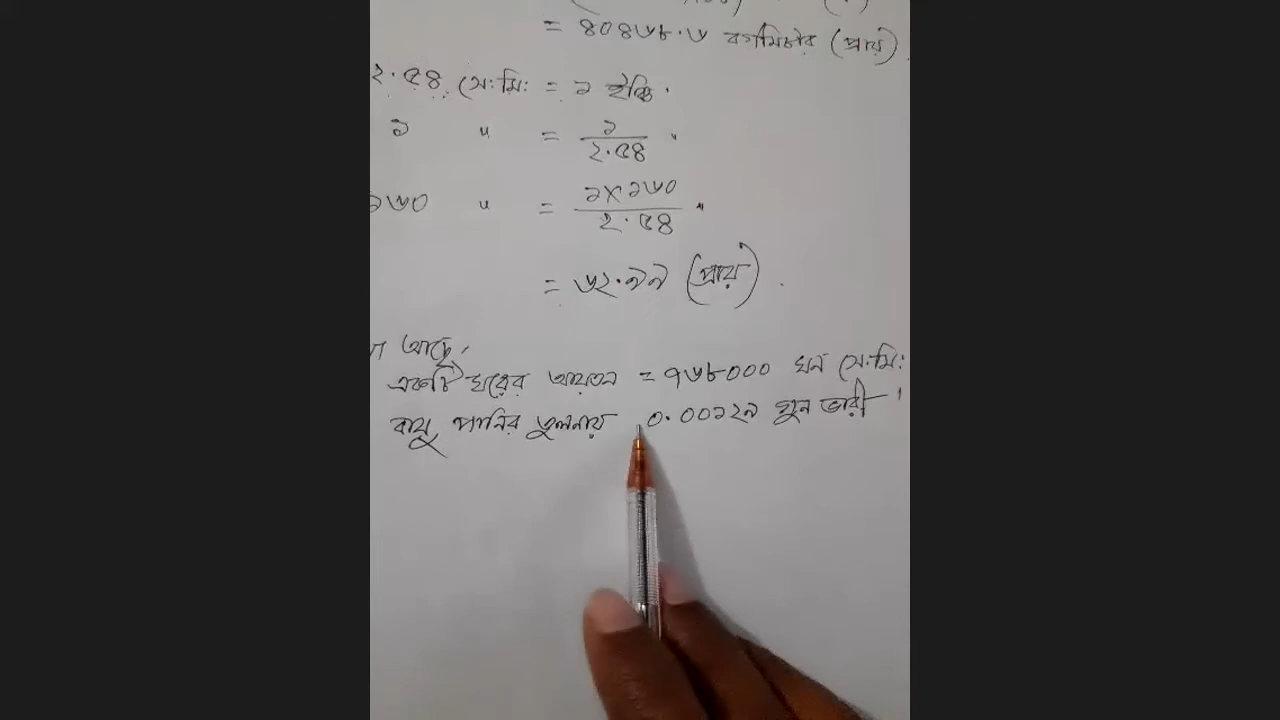 = ৪০৪৬৮.৬ বর্গমিটার (প্রায়).
২.৫৪ সে:মি: = ১ ইঞ্চি.
১ " = ১/২.৫৪ "
১৬০ " = ১×১৬০/২.৫৪ "
= ৬২.৯৯ (প্রায়).
আছে,
একটি ঘরের আয়তন = ৭৬৮০০০ ঘন সে:মি:
বায়ু পানির তুলনায় ০.০০১২৯ গুন ভারী।